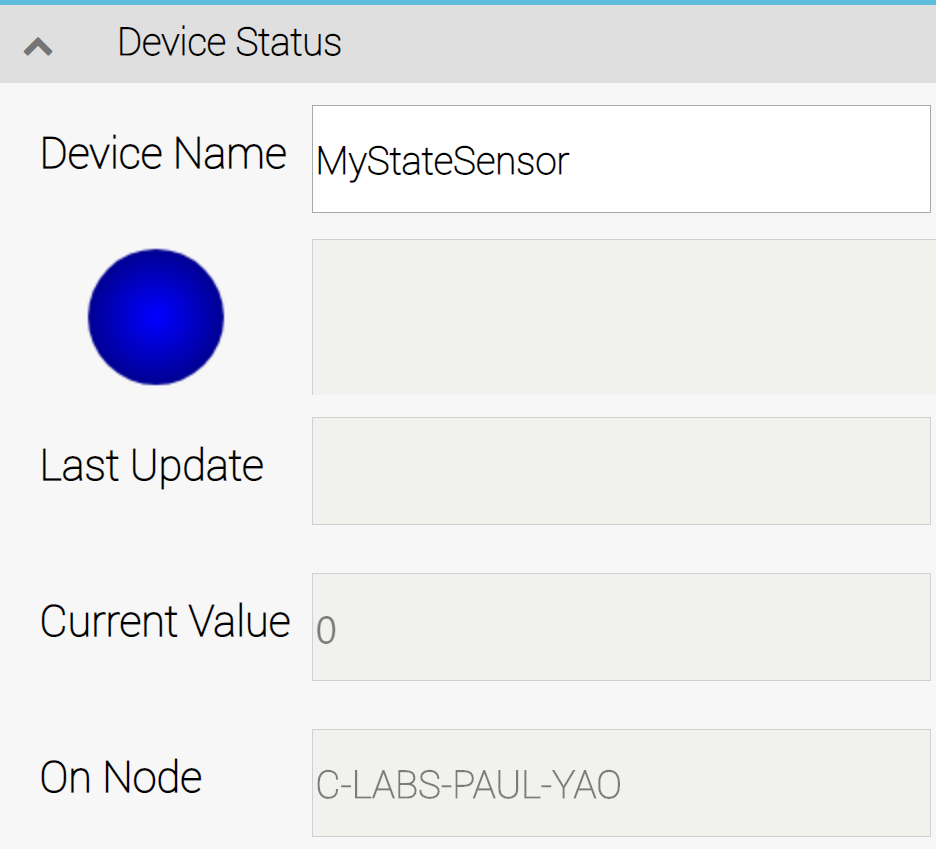 Device Status
Device Name MyStateSensor
Last Update
Current Value 0
On Node C-LABS-PAUL-YAO